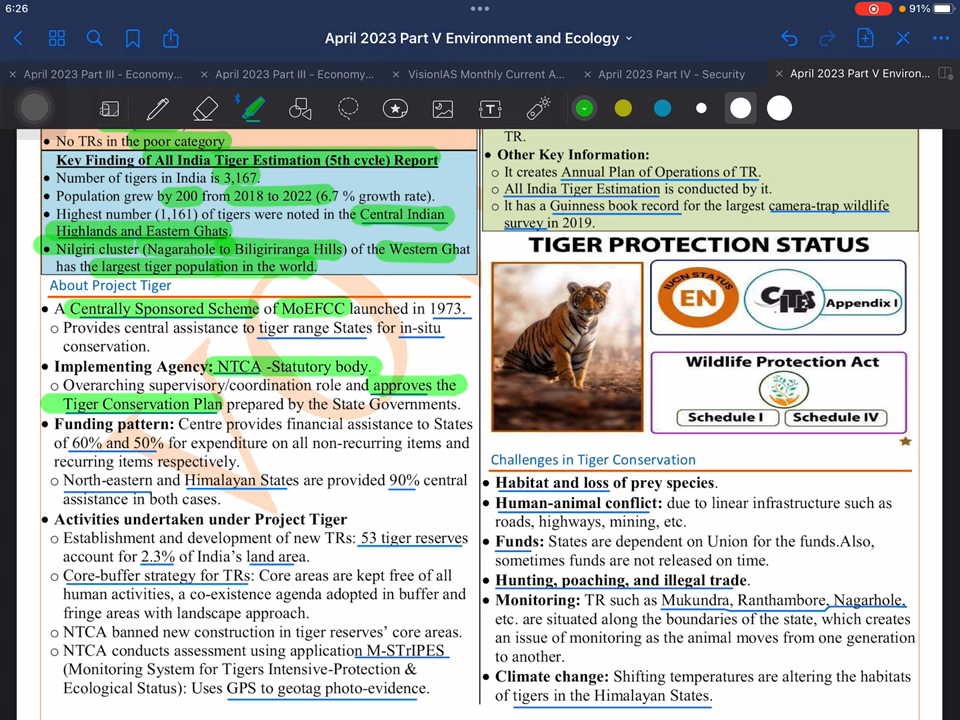 6:26
91%
April 2023 Part V Environment and Ecology
April 2023 Part III - Economy...
April 2023 Part III - Economy...
VisionIAS Monthly Current A...
April 2023 Part IV - Security
April 2023 Part V Environ...
• No TRs in the poor category
Key Finding of All India Tiger Estimation (5th cycle) Report
• Number of tigers in India is 3,167.
• Population grew by 200 from 2018 to 2022 (6.7 % growth rate).
• Highest number (1,161) of tigers were noted in the Central Indian
Highlands and Eastern Ghats.
• Nilgiri cluster (Nagarahole to Biligiriranga Hills) of the Western Ghat
has the largest tiger population in the world.
About Project Tiger
• A Centrally Sponsored Scheme of MoEFCC launched in 1973.
o Provides central assistance to tiger range States for in-situ
conservation.
• Implementing Agency: NTCA -Statutory body.
o Overarching supervisory/coordination role and approves the
Tiger Conservation Plan prepared by the State Governments.
• Funding pattern: Centre provides financial assistance to States
of 60% and 50% for expenditure on all non-recurring items and
recurring items respectively.
o North-eastern and Himalayan States are provided 90% central
assistance in both cases.
• Activities undertaken under Project Tiger
o Establishment and development of new TRs: 53 tiger reserves
account for 2.3% of India's land area.
o Core-buffer strategy for TRs: Core areas are kept free of all
human activities, a co-existence agenda adopted in buffer and
fringe areas with landscape approach.
o NTCA banned new construction in tiger reserves' core areas.
o NTCA conducts assessment using application M-STrIPES
(Monitoring System for Tigers Intensive-Protection &
Ecological Status): Uses GPS to geotag photo-evidence.
TR.
• Other Key Information:
o It creates Annual Plan of Operations of TR.
o All India Tiger Estimation is conducted by it.
o It has a Guinness book record for the largest camera-trap wildlife
survey in 2019.
TIGER PROTECTION STATUS
IUCN STATUS
EN
CITES
Appendix I
Wildlife Protection Act
Schedule I
Schedule IV
Challenges in Tiger Conservation
• Habitat and loss of prey species.
• Human-animal conflict: due to linear infrastructure such as
roads, highways, mining, etc.
• Funds: States are dependent on Union for the funds.Also,
sometimes funds are not released on time.
• Hunting, poaching, and illegal trade.
• Monitoring: TR such as Mukundra, Ranthambore, Nagarhole,
etc. are situated along the boundaries of the state, which creates
an issue of monitoring as the animal moves from one generation
to another.
• Climate change: Shifting temperatures are altering the habitats
of tigers in the Himalayan States.